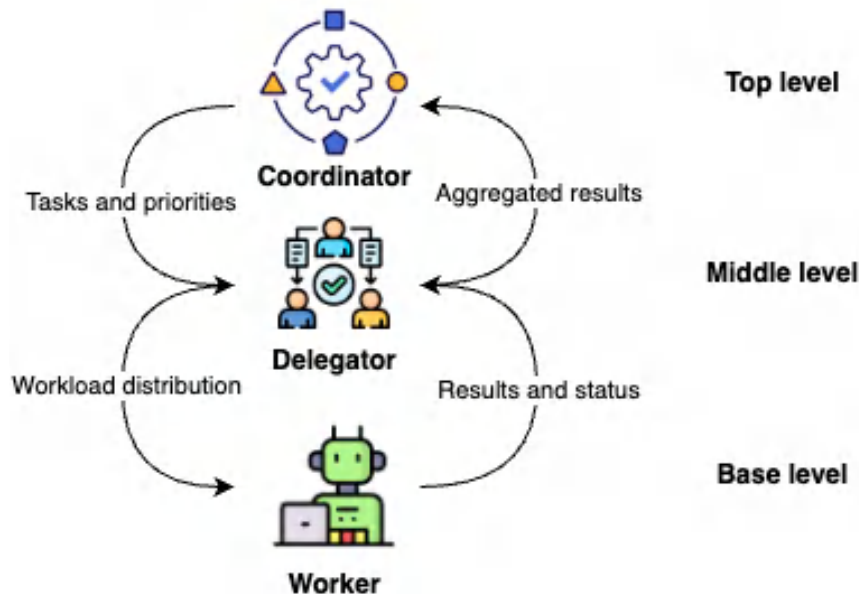 Top level
Coordinator
Tasks and priorities
Aggregated results
Middle level
Delegator
Workload distribution
Results and status
Base level
Worker